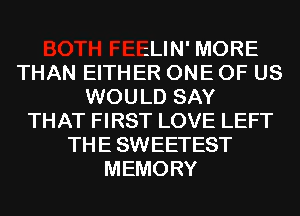 BOTH FEELIN' MORE
THAN EITHER ONE OF US
WOULD SAY
THAT FIRST LOVE LEFT
THE SWEETEST
MEMORY